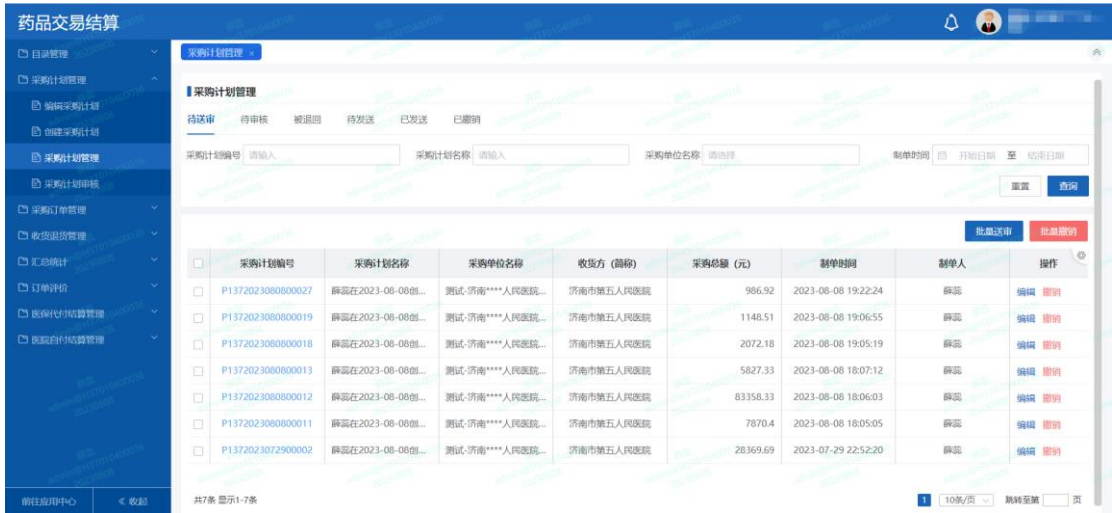 药品交易结算
目录管理
采购计划管理 ×
采购计划管理
采购计划管理
编辑采购计划
待送审 待审核 被退回 待发送 已发送 已撤销
创建采购计划
采购计划管理
采购计划编号 请输入 采购计划名称 请输入 采购单位名称 请选择 制单时间 开始日期 至 结束日期
采购计划审核
重置 查询
采购订单管理
收货退货管理
批量送审 批量撤销
汇总统计
采购计划编号 采购计划名称 采购单位名称 收货方（简称） 采购总额（元） 制单时间 制单人 操作
订单评价
P1372023080800027 薛蕊在2023-08-08创... 测试-济南****人民医院... 济南市第五人民医院 986.92 2023-08-08 19:22:24 薛蕊 编辑 撤销
医保代付结算管理
P1372023080800019 薛蕊在2023-08-08创... 测试-济南****人民医院... 济南市第五人民医院 1148.51 2023-08-08 19:06:55 薛蕊 编辑 撤销
医院自付结算管理
P1372023080800018 薛蕊在2023-08-08创... 测试-济南****人民医院... 济南市第五人民医院 2072.18 2023-08-08 19:05:19 薛蕊 编辑 撤销
P1372023080800013 薛蕊在2023-08-08创... 测试-济南****人民医院... 济南市第五人民医院 5827.33 2023-08-08 18:07:12 薛蕊 编辑 撤销
P1372023080800012 薛蕊在2023-08-08创... 测试-济南****人民医院... 济南市第五人民医院 83358.33 2023-08-08 18:06:03 薛蕊 编辑 撤销
P1372023080800011 薛蕊在2023-08-08创... 测试-济南****人民医院... 济南市第五人民医院 7870.4 2023-08-08 18:05:05 薛蕊 编辑 撤销
P1372023072900002 薛蕊在2023-08-08创... 测试-济南****人民医院... 济南市第五人民医院 28369.69 2023-07-29 22:52:20 薛蕊 编辑 撤销
前往应用中心 收起
共7条 显示1-7条 1 10条/页 跳转至第 页